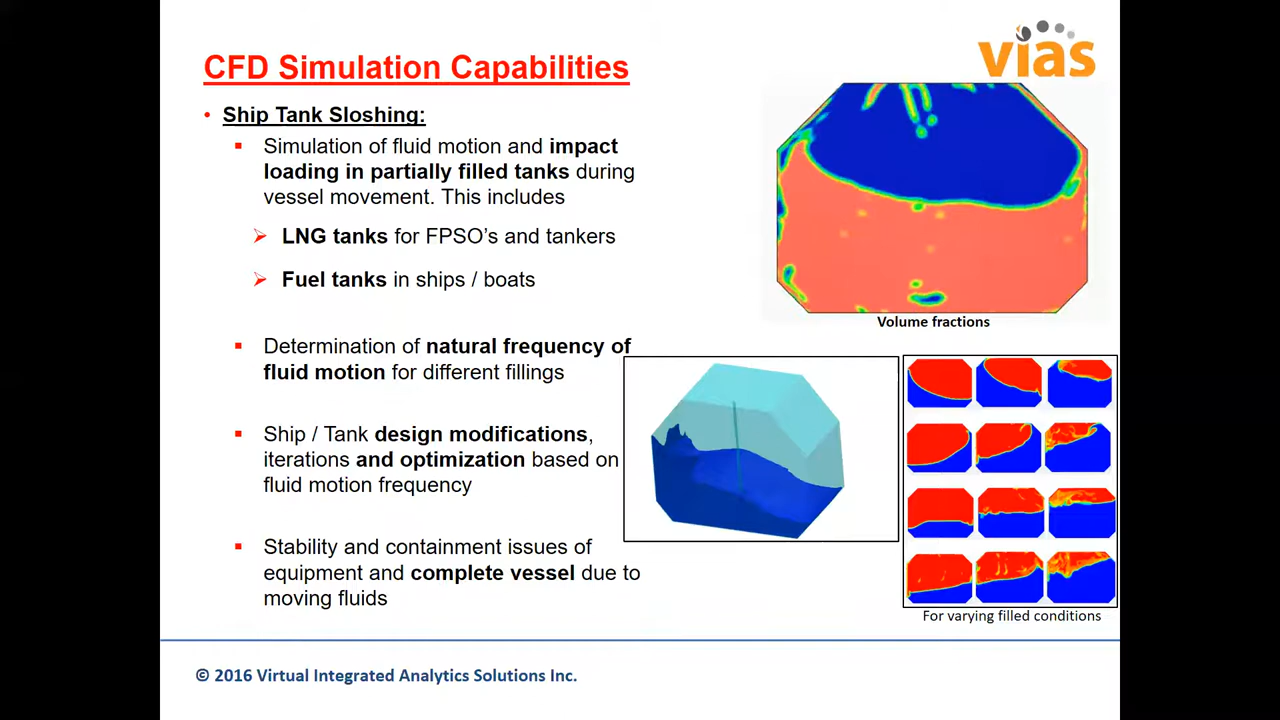 CFD Simulation Capabilities
vias
• Ship Tank Sloshing:
▪ Simulation of fluid motion and impact
loading in partially filled tanks during
vessel movement. This includes
➢ LNG tanks for FPSO's and tankers
➢ Fuel tanks in ships / boats
▪ Determination of natural frequency of
fluid motion for different fillings
▪ Ship / Tank design modifications,
iterations and optimization based on
fluid motion frequency
▪ Stability and containment issues of
equipment and complete vessel due to
moving fluids
Volume fractions
For varying filled conditions
© 2016 Virtual Integrated Analytics Solutions Inc.